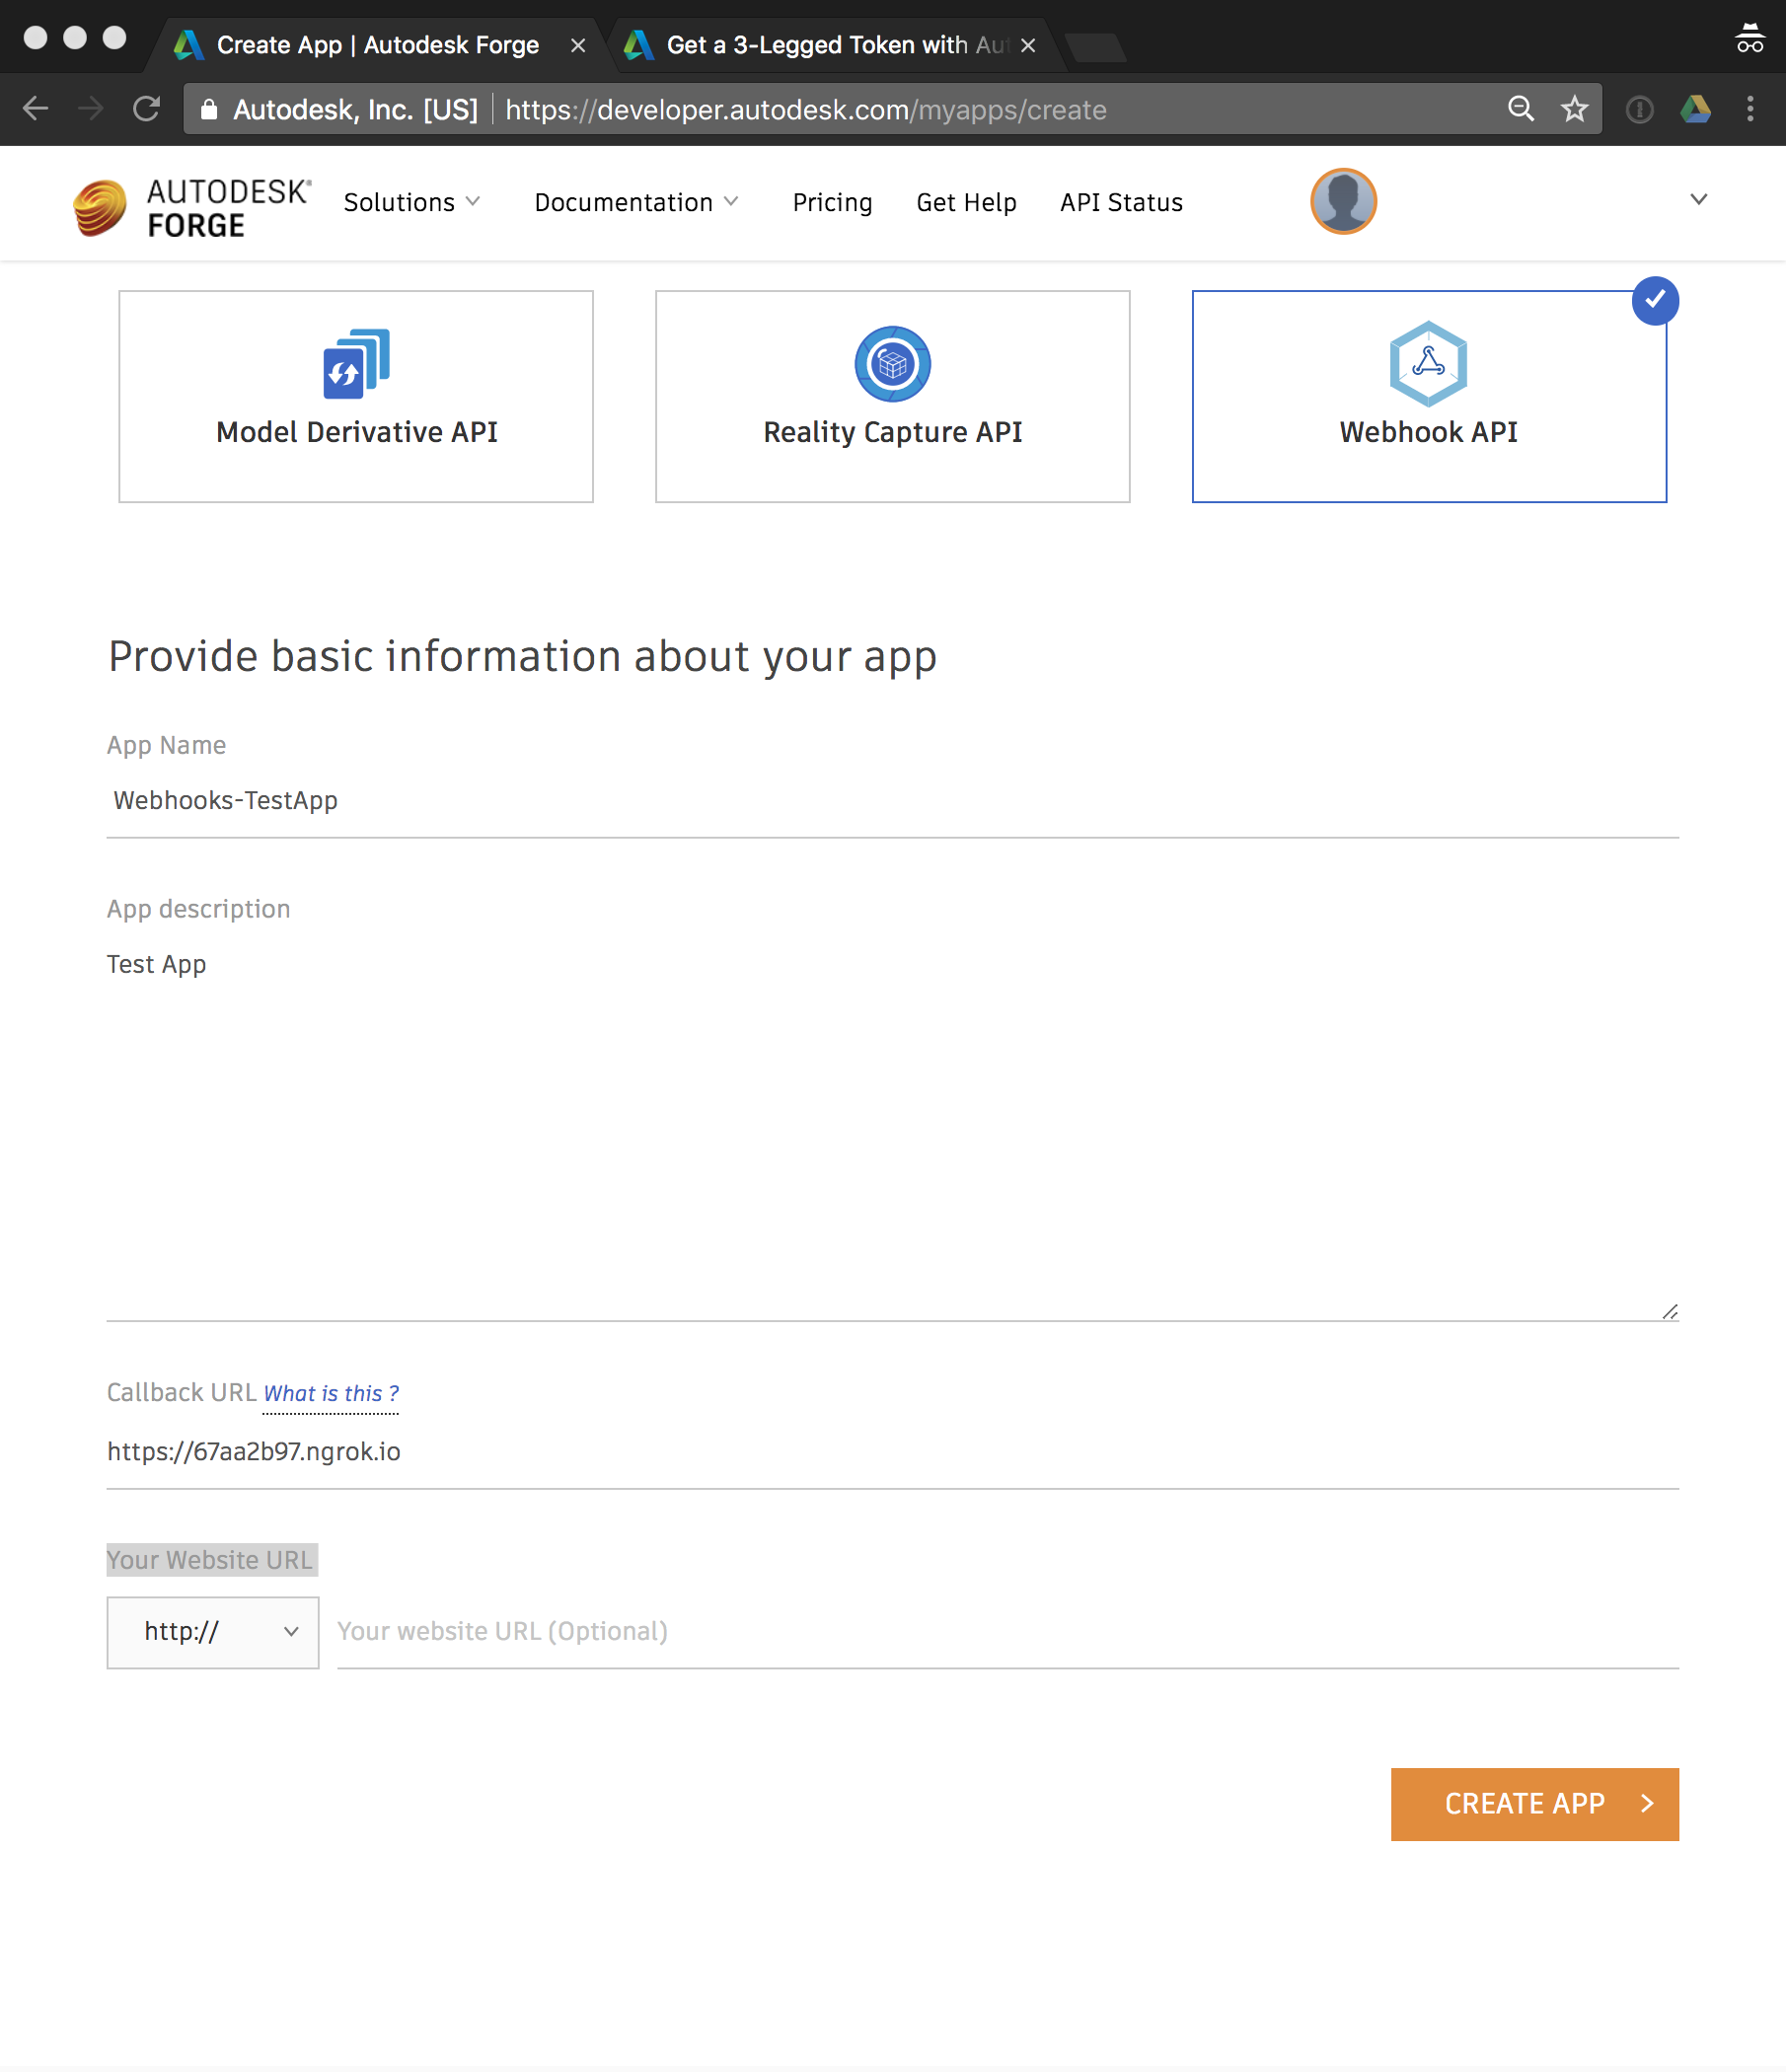 Create App | Autodesk Forge
Get a 3-Legged Token with Aut
Autodesk, Inc. [US] https://developer.autodesk.com/myapps/create
AUTODESK®
FORGE
Solutions
Documentation
Pricing
Get Help
API Status
Model Derivative API
Reality Capture API
Webhook API
Provide basic information about your app
App Name
Webhooks-TestApp
App description
Test App
Callback URL What is this ?
https://67aa2b97.ngrok.io
Your Website URL
http://
Your website URL (Optional)
CREATE APP